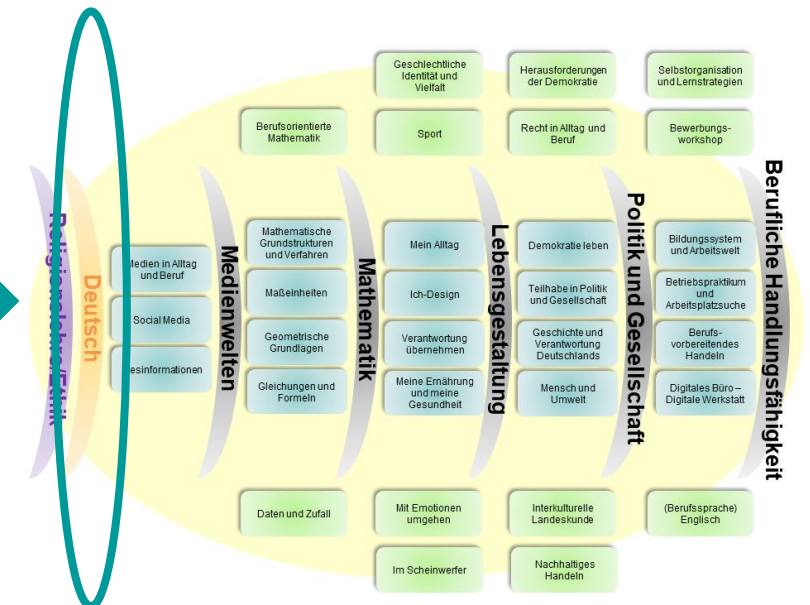 Religionslehre/Ethik
Deutsch
Medien in Alltag
und Beruf
Social Media
esinformationen
Medienwelten
Berufsorientierte
Mathematik
Mathematische
Grundstrukturen
und Verfahren
Maßeinheiten
Geometrische
Grundlagen
Gleichungen und
Formeln
Daten und Zufall
Mathematik
Geschlechtliche
Identität und
Vielfalt
Sport
Mein Alltag
Ich-Design
Verantwortung
übernehmen
Meine Ernährung
und meine
Gesundheit
Mit Emotionen
umgehen
Im Scheinwerfer
Lebensgestaltung
Herausforderungen
der Demokratie
Recht in Alltag und
Beruf
Demokratie leben
Teilhabe in Politik
und Gesellschaft
Geschichte und
Verantwortung
Deutschlands
Mensch und
Umwelt
Interkulturelle
Landeskunde
Nachhaltiges
Handeln
Politik und Gesellschaft
Selbstorganisation
und Lernstrategien
Bewerbungs-
workshop
Bildungssystem
und Arbeitswelt
Betriebspraktikum
und
Arbeitsplatzsuche
Berufs-
vorbereitendes
Handeln
Digitales Büro –
Digitale Werkstatt
(Berufssprache)
Englisch
Berufliche Handlungsfähigkeit